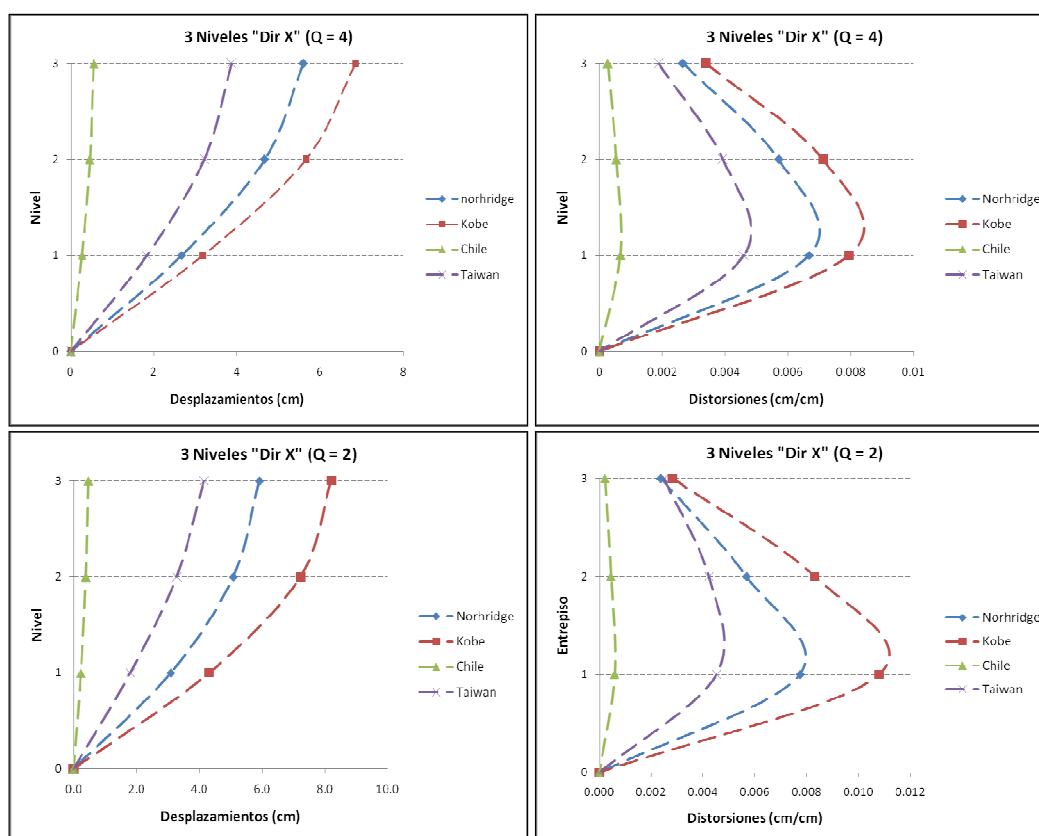 3 Niveles "Dir X" (Q = 4)
3
2
1
0
Nivel
0
2
4
6
8
Desplazamientos (cm)
norhridge
Kobe
Chile
Taiwan
3 Niveles "Dir X" (Q = 4)
3
2
1
0
Nivel
0
0.002
0.004
0.006
0.008
0.01
Distorsiones (cm/cm)
Norhridge
Kobe
Chile
Taiwan
3 Niveles "Dir X" (Q = 2)
3
2
1
0
Nivel
0.0
2.0
4.0
6.0
8.0
10.0
Desplazamientos (cm)
Norhridge
Kobe
Chile
Taiwan
3 Niveles "Dir X" (Q = 2)
3
2
1
0
Entrepiso
0.000
0.002
0.004
0.006
0.008
0.010
0.012
Distorsiones (cm/cm)
Norhridge
Kobe
Chile
Taiwan